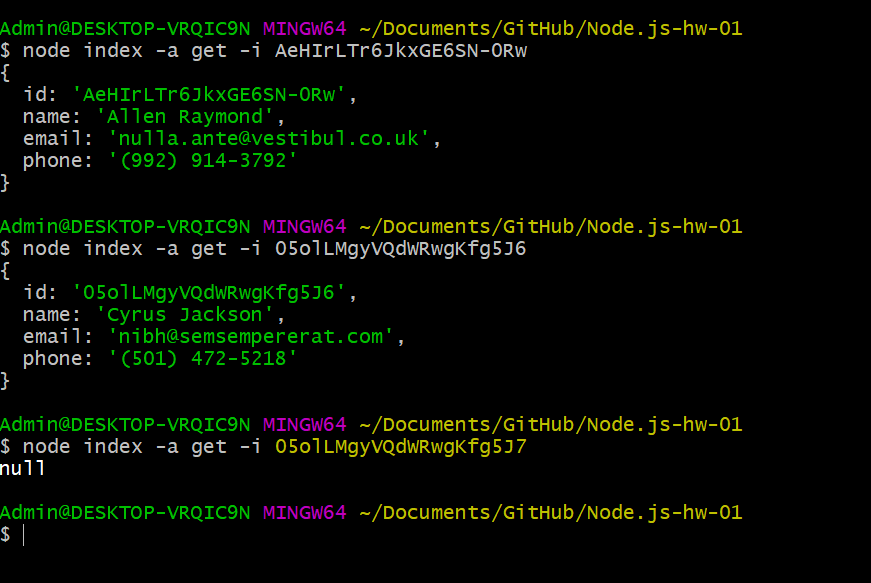 Admin@DESKTOP-VRQIC9N MINGW64 ~/Documents/GitHub/Node.js-hw-01
$ node index -a get -i AeHIrLTr6JkxGE6SN-0Rw
{
  id: 'AeHIrLTr6JkxGE6SN-0Rw',
  name: 'Allen Raymond',
  email: 'nulla.ante@vestibul.co.uk',
  phone: '(992) 914-3792'
}
Admin@DESKTOP-VRQIC9N MINGW64 ~/Documents/GitHub/Node.js-hw-01
$ node index -a get -i 05olLMgyVQdWRwgKfg5J6
{
  id: '05olLMgyVQdWRwgKfg5J6',
  name: 'Cyrus Jackson',
  email: 'nibh@semsempererat.com',
  phone: '(501) 472-5218'
}
Admin@DESKTOP-VRQIC9N MINGW64 ~/Documents/GitHub/Node.js-hw-01
$ node index -a get -i 05olLMgyVQdWRwgKfg5J7
null
Admin@DESKTOP-VRQIC9N MINGW64 ~/Documents/GitHub/Node.js-hw-01
$